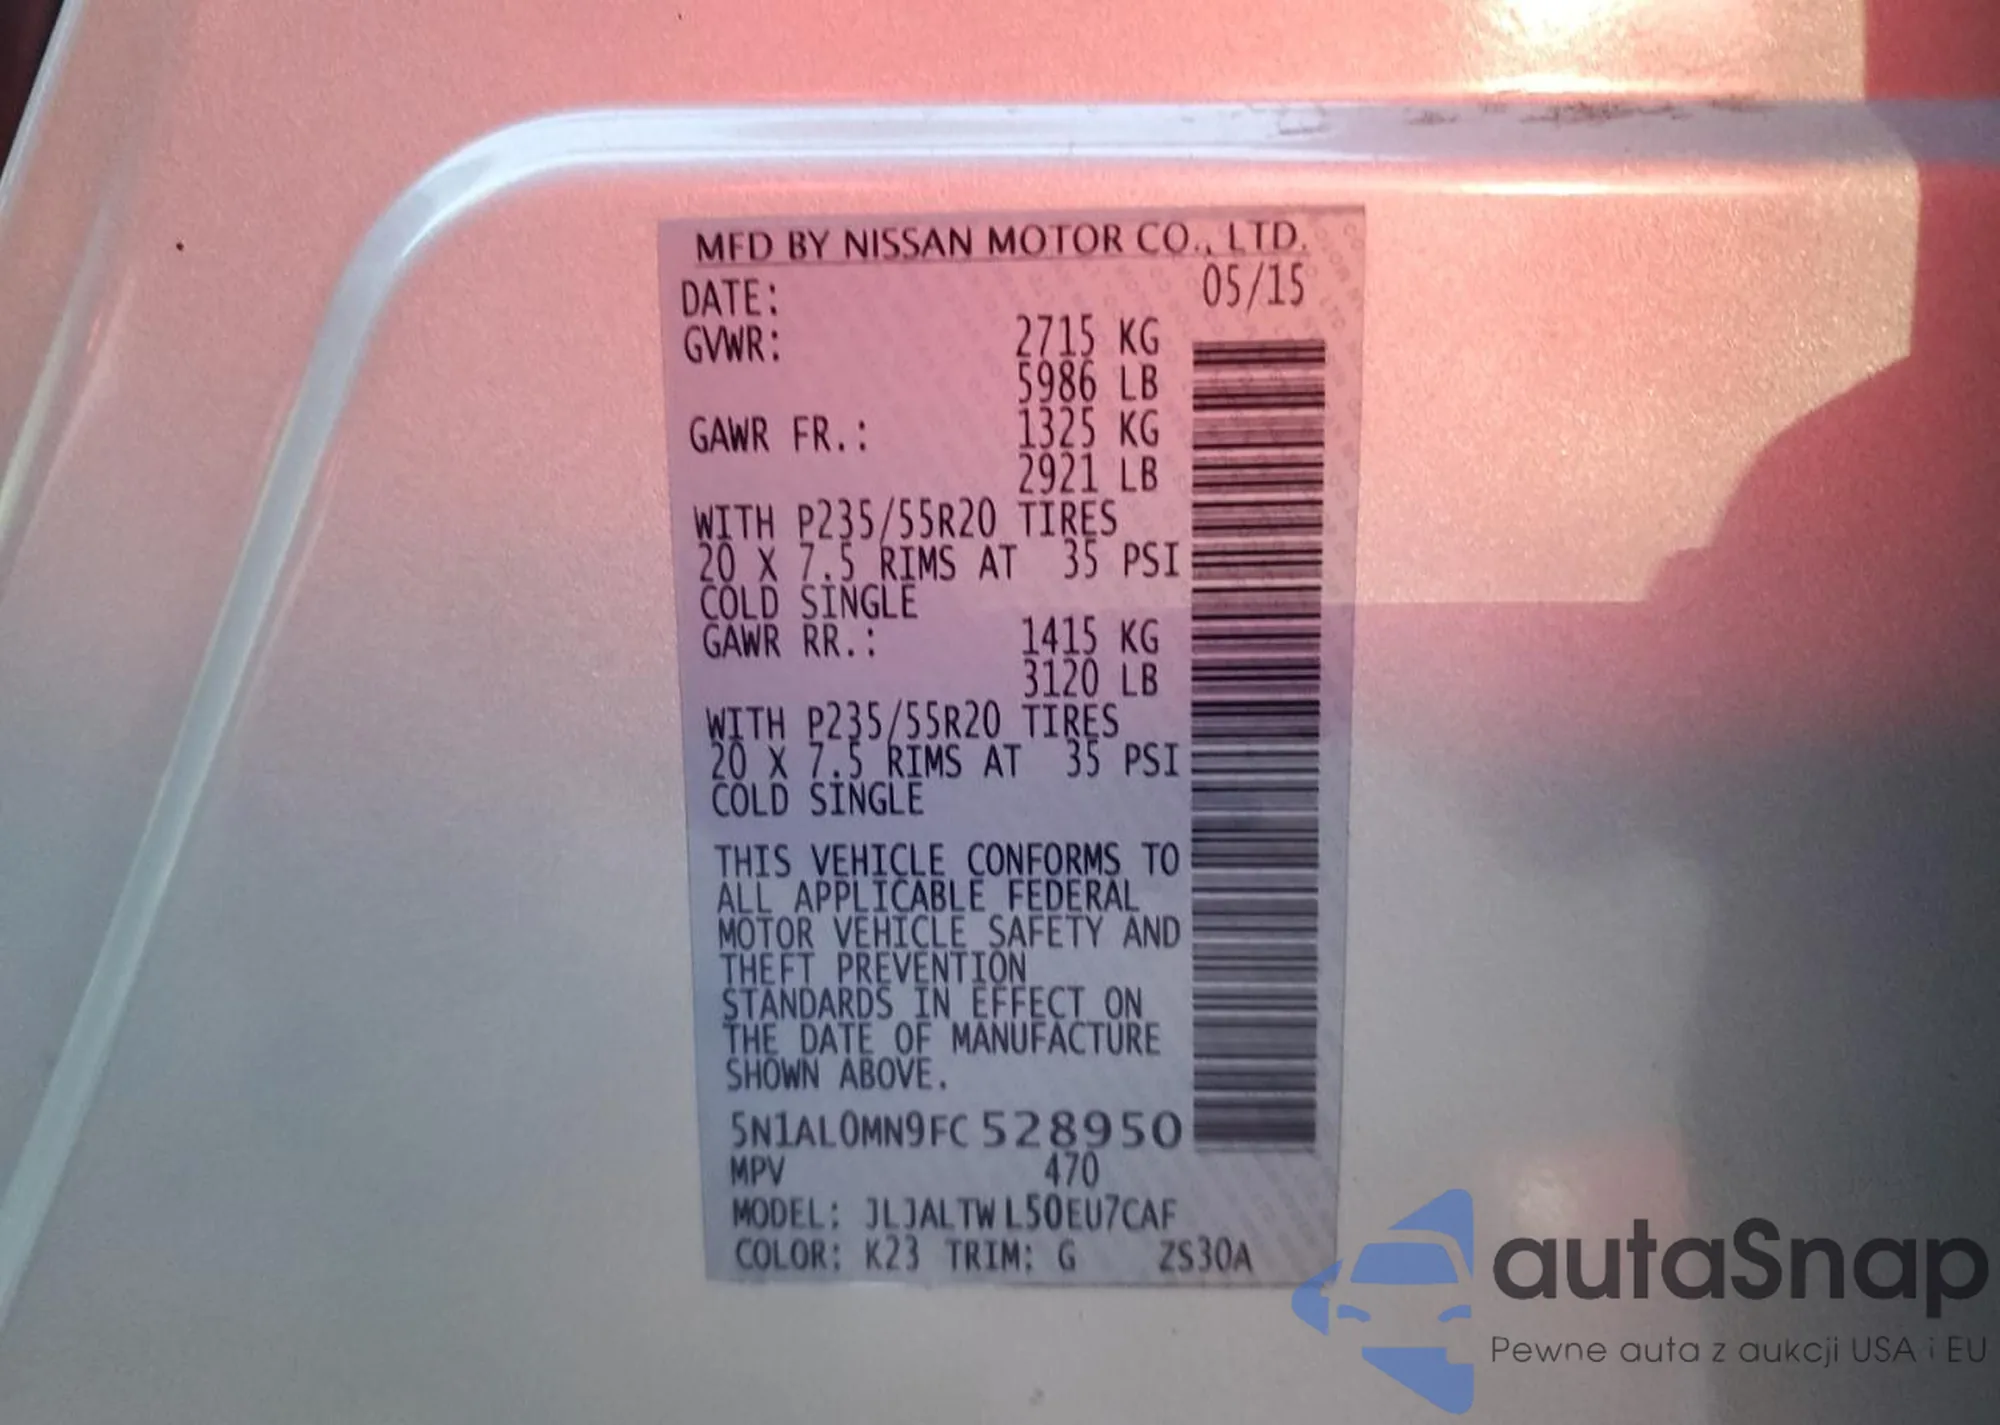 MFD BY NISSAN MOTOR CO., LTD.
DATE: 05/15
GVWR: 2715 KG
5986 LB
GAWR FR.: 1325 KG
2921 LB
WITH P235/55R20 TIRES
20 X 7.5 RIMS AT 35 PSI
COLD SINGLE
GAWR RR.: 1415 KG
3120 LB
WITH P235/55R20 TIRES
20 X 7.5 RIMS AT 35 PSI
COLD SINGLE
THIS VEHICLE CONFORMS TO
ALL APPLICABLE FEDERAL
MOTOR VEHICLE SAFETY AND
THEFT PREVENTION
STANDARDS IN EFFECT ON
THE DATE OF MANUFACTURE
SHOWN ABOVE.
5N1AL0MN9FC528950
MPV 470
MODEL: JLJALTWL50EU7CAF
COLOR: K23 TRIM: G ZS30A
autaSnap
Pewne auta z aukcji USA i EU